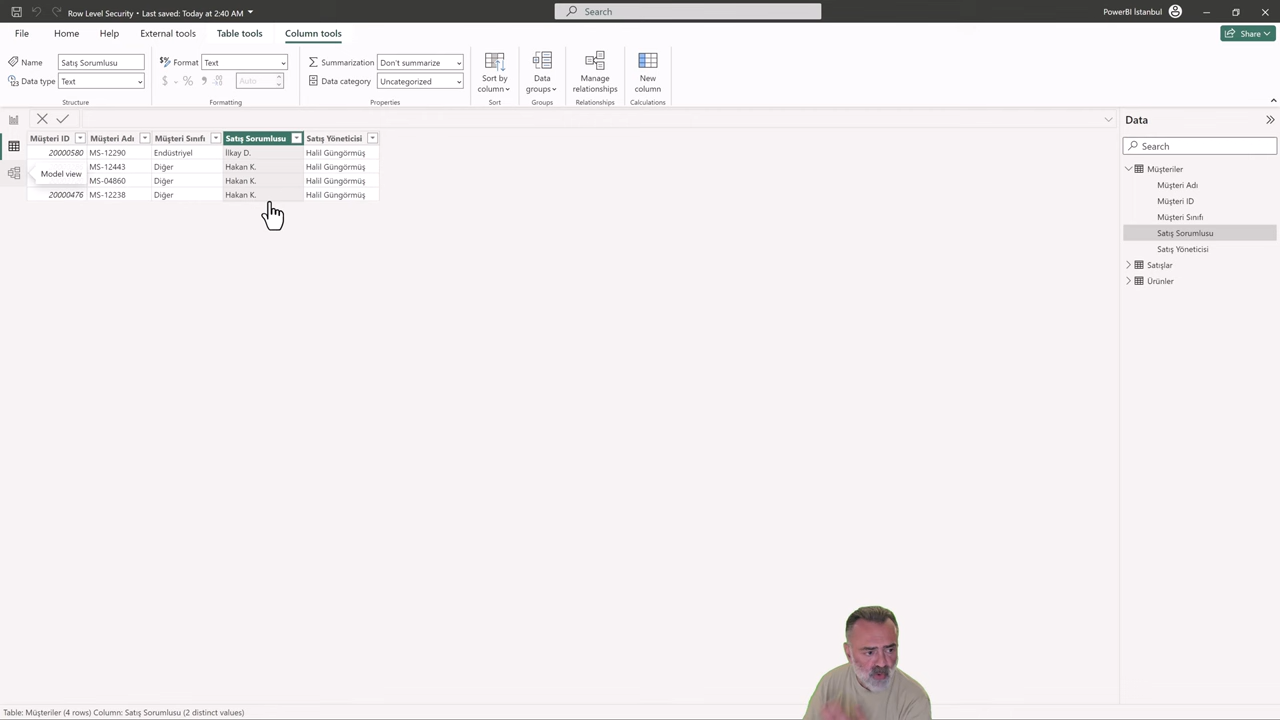 Row Level Security • Last saved: Today at 2:40 AM
Search
PowerBI İstanbul
File Home Help External tools Table tools Column tools
Share
Name Satış Sorumlusu
Format Text
Summarization Don't summarize
Data type Text
$ % Auto
Data category Uncategorized
Sort by column
Data groups
Manage relationships
New column
Structure Formatting Properties Sort Groups Relationships Calculations
Müşteri ID Müşteri Adı Müşteri Sınıfı Satış Sorumlusu Satış Yöneticisi
20000580 MS-12290 Endüstriyel İlkay D. Halil Güngörmüş
MS-12443 Diğer Hakan K. Halil Güngörmüş
Model view
MS-04860 Diğer Hakan K. Halil Güngörmüş
20000476 MS-12238 Diğer Hakan K. Halil Güngörmüş
Data
Search
Müşteriler
Müşteri Adı
Müşteri ID
Müşteri Sınıfı
Satış Sorumlusu
Satış Yöneticisi
Satışlar
Ürünler
Table: Müşteriler (4 rows) Column: Satış Sorumlusu (2 distinct values)